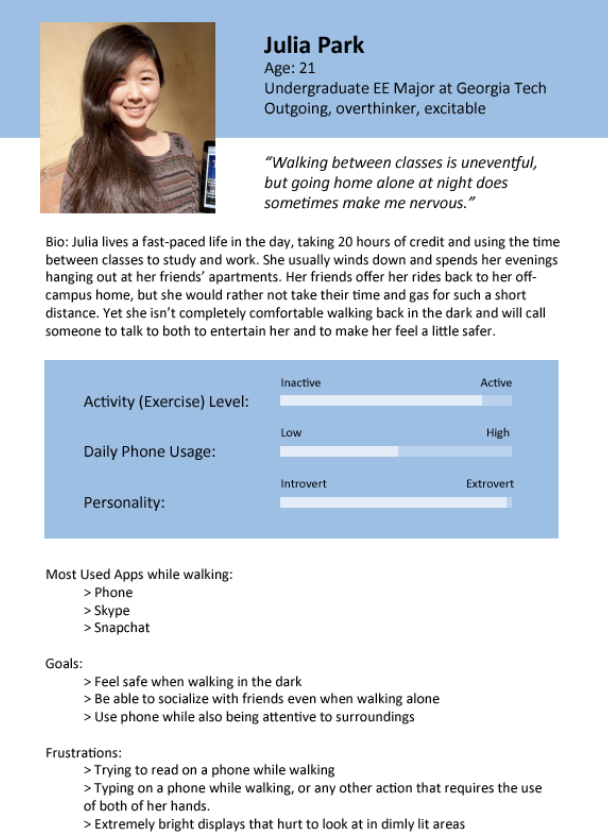 Julia Park
Age: 21
Undergraduate EE Major at Georgia Tech
Outgoing, overthinker, excitable
“Walking between classes is uneventful,
but going home alone at night does
sometimes make me nervous.”
Bio: Julia lives a fast-paced life in the day, taking 20 hours of credit and using the time
between classes to study and work. She usually winds down and spends her evenings
hanging out at her friends’ apartments. Her friends offer her rides back to her off-
campus home, but she would rather not take their time and gas for such a short
distance. Yet she isn’t completely comfortable walking back in the dark and will call
someone to talk to both to entertain her and to make her feel a little safer.
Inactive Active
Activity (Exercise) Level:
Low High
Daily Phone Usage:
Introvert Extrovert
Personality:
Most Used Apps while walking:
> Phone
> Skype
> Snapchat
Goals:
> Feel safe when walking in the dark
> Be able to socialize with friends even when walking alone
> Use phone while also being attentive to surroundings
Frustrations:
> Trying to read on a phone while walking
> Typing on a phone while walking, or any other action that requires the use
of both of her hands.
> Extremely bright displays that hurt to look at in dimly lit areas